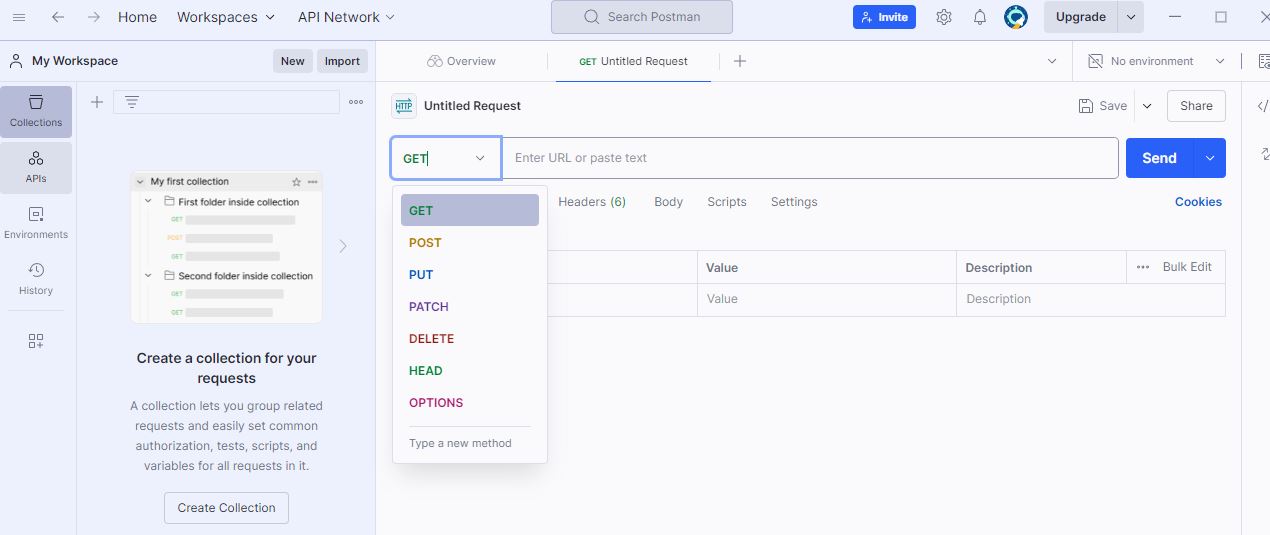 Home Workspaces API Network Search Postman Invite Upgrade
My Workspace New Import
Overview GET Untitled Request No environment
Collections
APIs
Environments
History
My first collection
First folder inside collection
GET
POST
GET
Second folder inside collection
GET
GET
Create a collection for your
requests
A collection lets you group related
requests and easily set common
authorization, tests, scripts, and
variables for all requests in it.
Create Collection
HTTP Untitled Request Save Share
GET Enter URL or paste text Send
Headers (6) Body Scripts Settings Cookies
GET
POST
PUT
PATCH
DELETE
HEAD
OPTIONS
Type a new method
Value Description Bulk Edit
Value Description